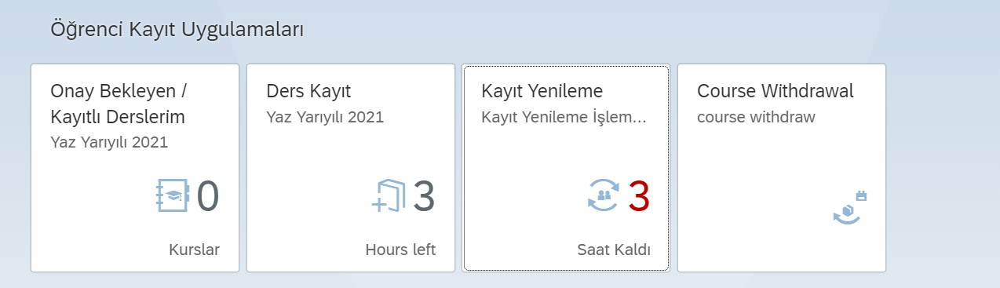 Öğrenci Kayıt Uygulamaları
Onay Bekleyen /
Kayıtlı Derslerim
Yaz Yarıyılı 2021
0
Kurslar
Ders Kayıt
Yaz Yarıyılı 2021
3
Hours left
Kayıt Yenileme
Kayıt Yenileme İşlem...
3
Saat Kaldı
Course Withdrawal
course withdraw